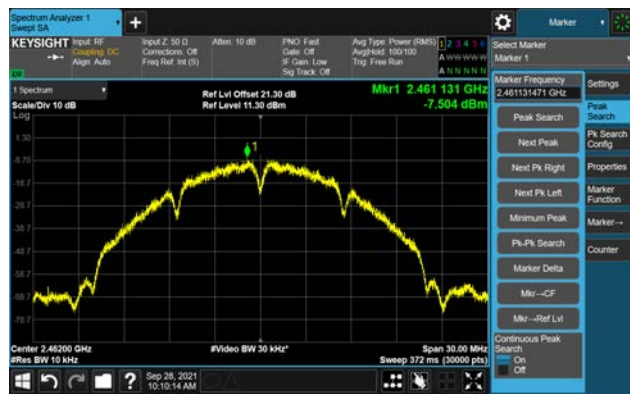 Spectrum Analyzer 1
Swept SA
Marker
KEYSIGHT
Input: RF
Coupling: DC
Align: Auto
Input Z: 50 Ω
Corrections: Off
Freq Ref: Int (S)
Atten: 10 dB
PNO: Fast
Gate: Off
IF Gain: Low
Sig Track: Off
Avg Type: Power (RMS)
Avg|Hold: 100/100
Trig: Free Run
1 2 3 4 5 6
A W W W W W
A N N N N N
Select Marker
Marker 1
1 Spectrum
Scale/Div 10 dB
Log
Ref Lvl Offset 21.30 dB
Ref Level 11.30 dBm
Mkr1 2.461 131 GHz
-7.504 dBm
1
1.30
-8.70
-18.7
-28.7
-38.7
-48.7
-58.7
-68.7
-78.7
Center 2.46200 GHz
#Res BW 10 kHz
#Video BW 30 kHz*
Span 30.00 MHz
Sweep 372 ms (30000 pts)
Marker Frequency
2.461131471 GHz
Peak Search
Next Peak
Next Pk Right
Next Pk Left
Minimum Peak
Pk-Pk Search
Marker Delta
Mkr→CF
Mkr→Ref Lvl
Continuous Peak
Search
On
Off
Settings
Peak
Search
Pk Search
Config
Properties
Marker
Function
Marker→
Counter
?
Sep 28, 2021
10:10:14 AM